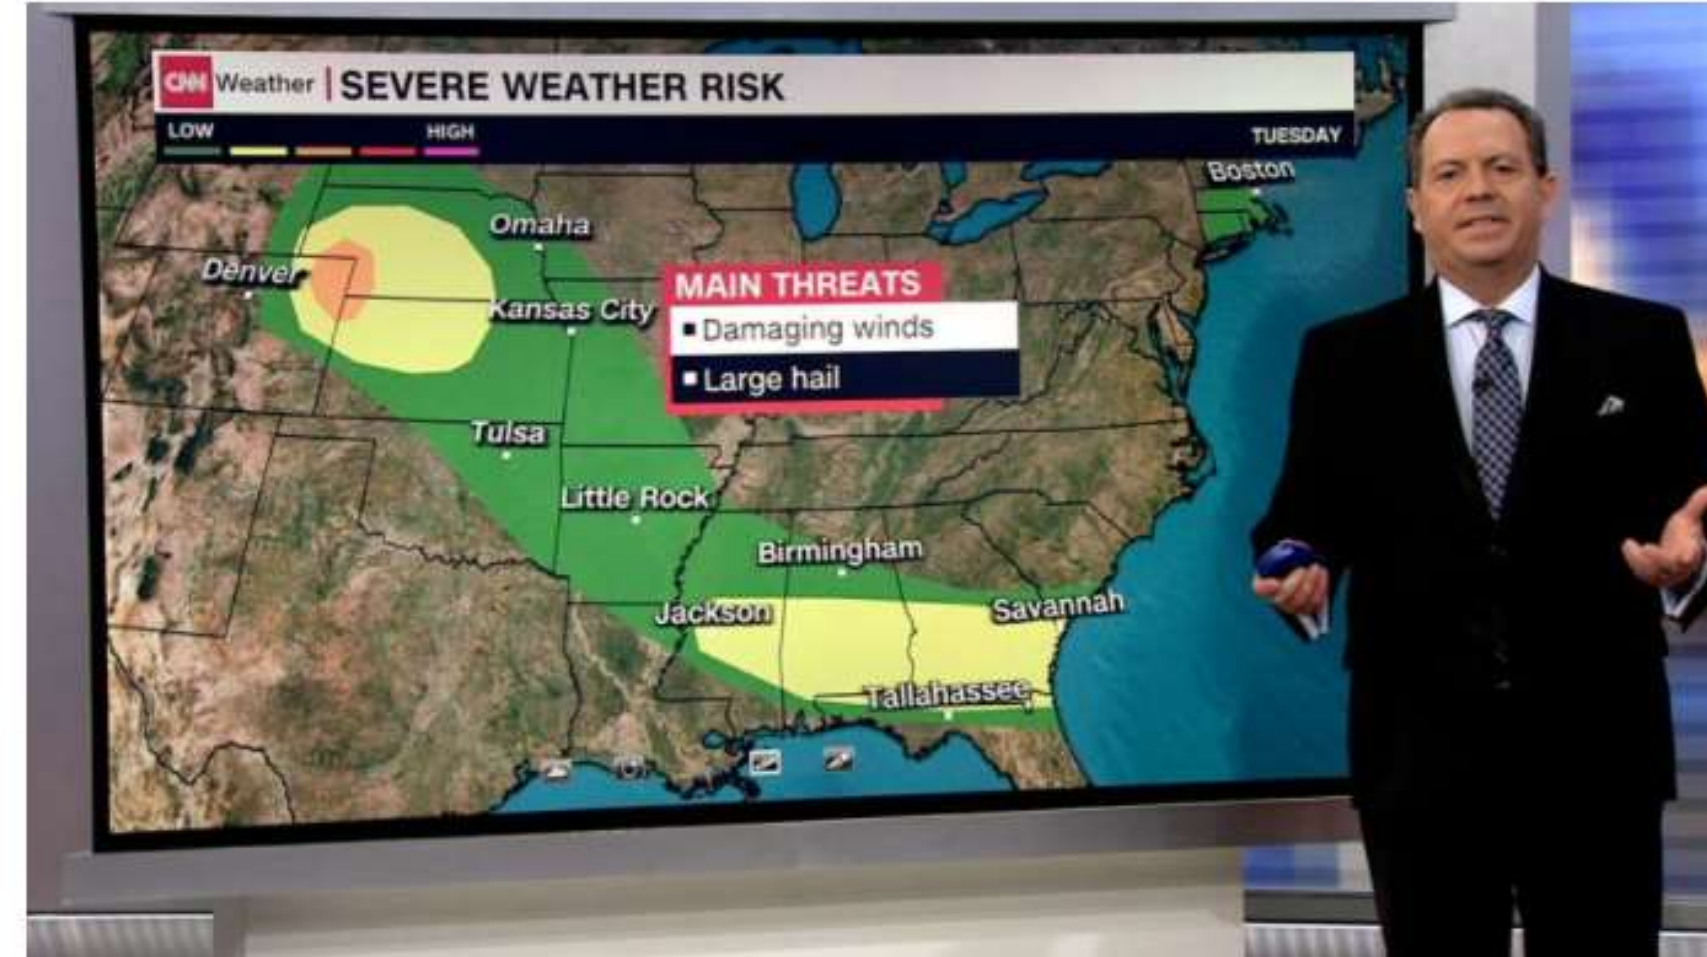 CNN Weather | SEVERE WEATHER RISK
LOW HIGH TUESDAY
Boston
Omaha
Denver
MAIN THREATS
Kansas City
▪ Damaging winds
▪ Large hail
Tulsa
Little Rock
Birmingham
Jackson
Savannah
Tallahassee